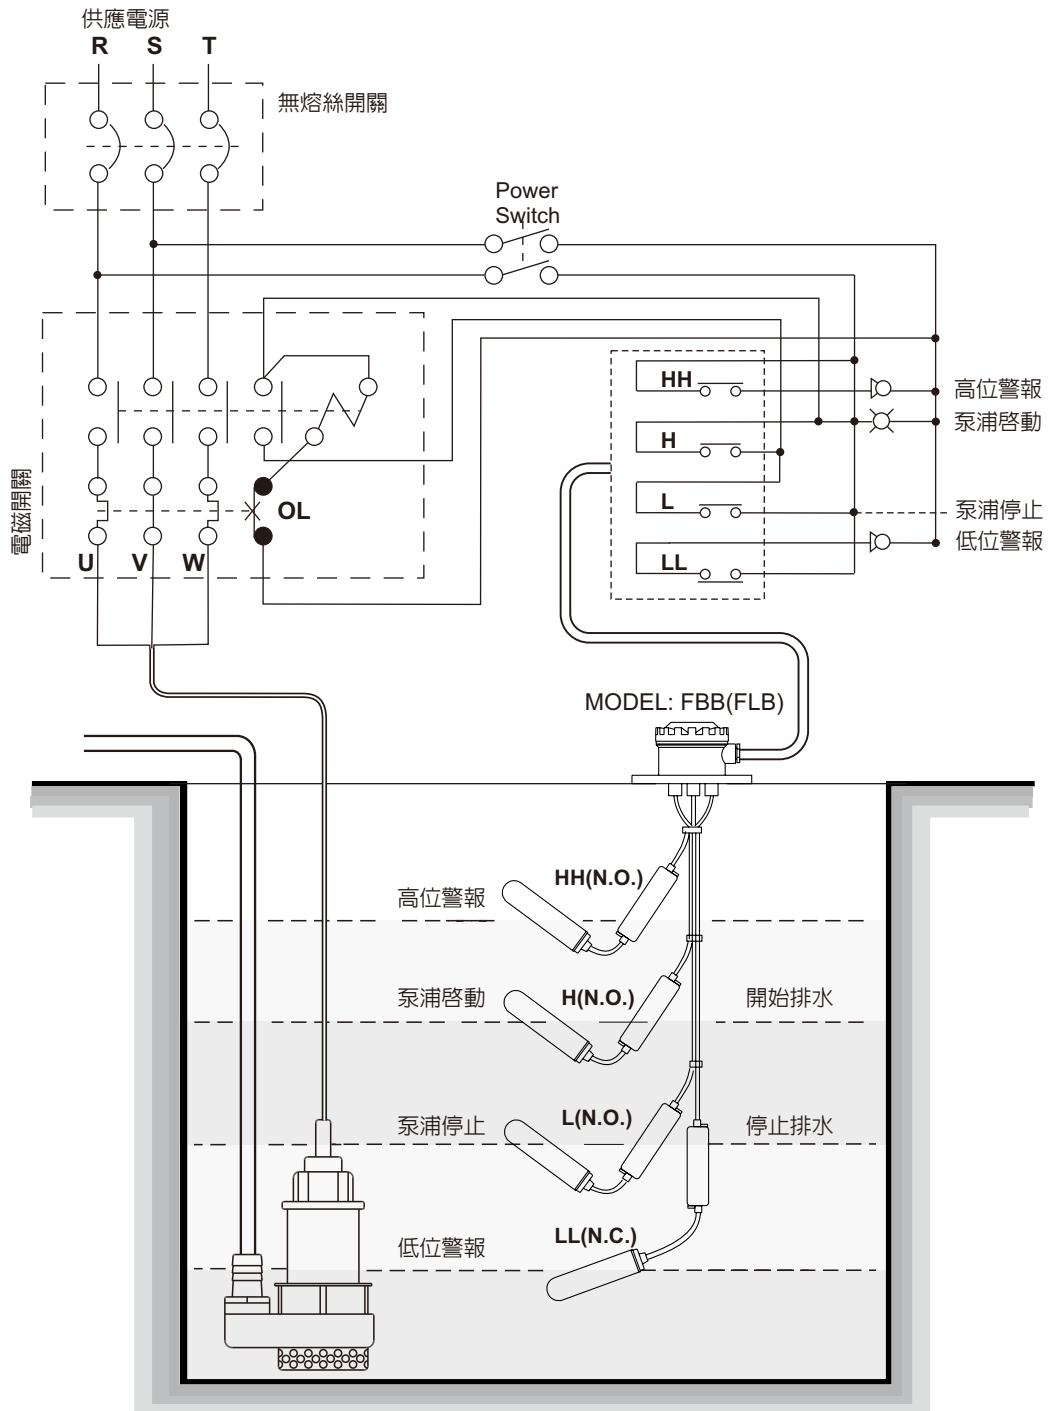 供應電源
R S T
無熔絲開關
Power
Switch
HH
高位警報
泵浦啓動
H
電磁開關
OL
L
泵浦停止
低位警報
U V W
LL
MODEL: FBB(FLB)
高位警報
HH(N.O.)
泵浦啓動
H(N.O.)
開始排水
泵浦停止
L(N.O.)
停止排水
低位警報
LL(N.C.)